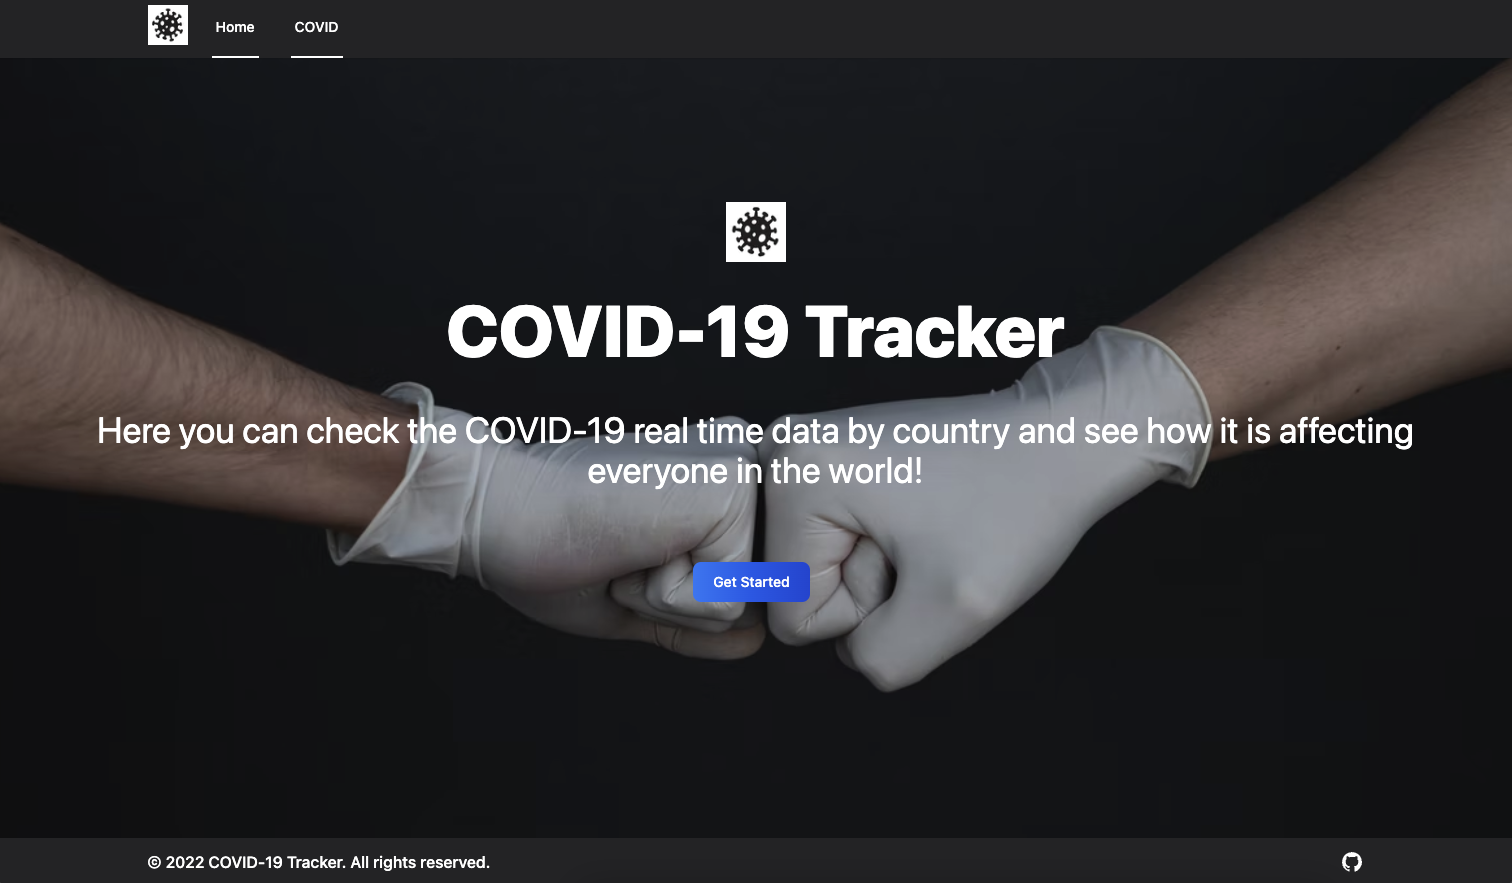 Home
COVID
COVID-19 Tracker
Here you can check the COVID-19 real time data by country and see how it is affecting
everyone in the world!
Get Started
© 2022 COVID-19 Tracker. All rights reserved.